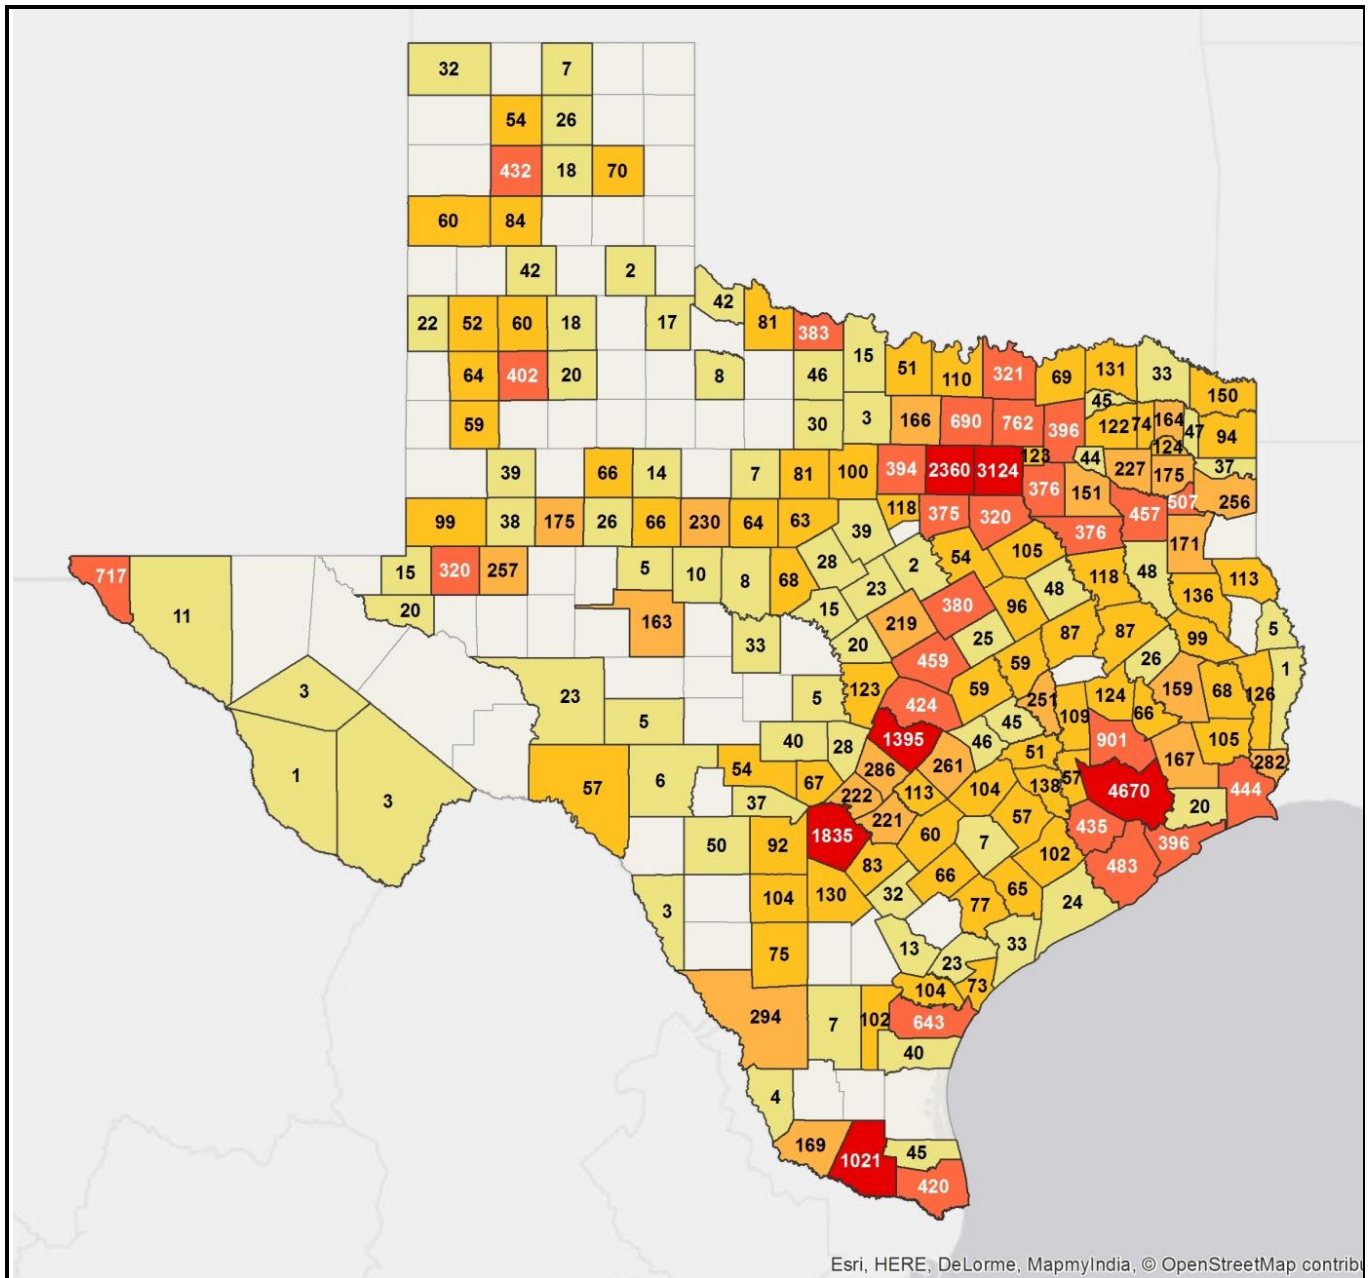 32 7
54 26
432 18 70
60 84
42 2
42
22 52 60 18 17 81 383
15
64 402 20 8 46 51 110 321 69 131 33 150
45
59 30 3 166 690 762 396 122 74 164 47 94
124
39 66 14 7 81 100 394 2360 3124 123 44 227 175 37
376 151 507 256
99 38 175 26 66 230 64 63 39 118 375 320 457
376 171
15 320 257 5 10 8 68 28 2 54 105 118 48 113
717 11 20 163 15 23 380 96 48 136
33 20 219 25 87 87 99 5
459 59 26 1
3 23 5 5 123 424 59 251 124 159 68 126
109 66
40 28 1395 46 45 901 105
1 3 57 6 54 67 286 261 51 167 282
37 222 113 104 138 57 4670 20 444
1835 221 60 57 435 396
50 92 83 7 102 483
3 104 130 32 66 65 24
77
75 13 23 33
104 73
294 7 102 643
40
4
169 1021 45
420
Esri, HERE, DeLorme, MapmyIndia, © OpenStreetMap contribu